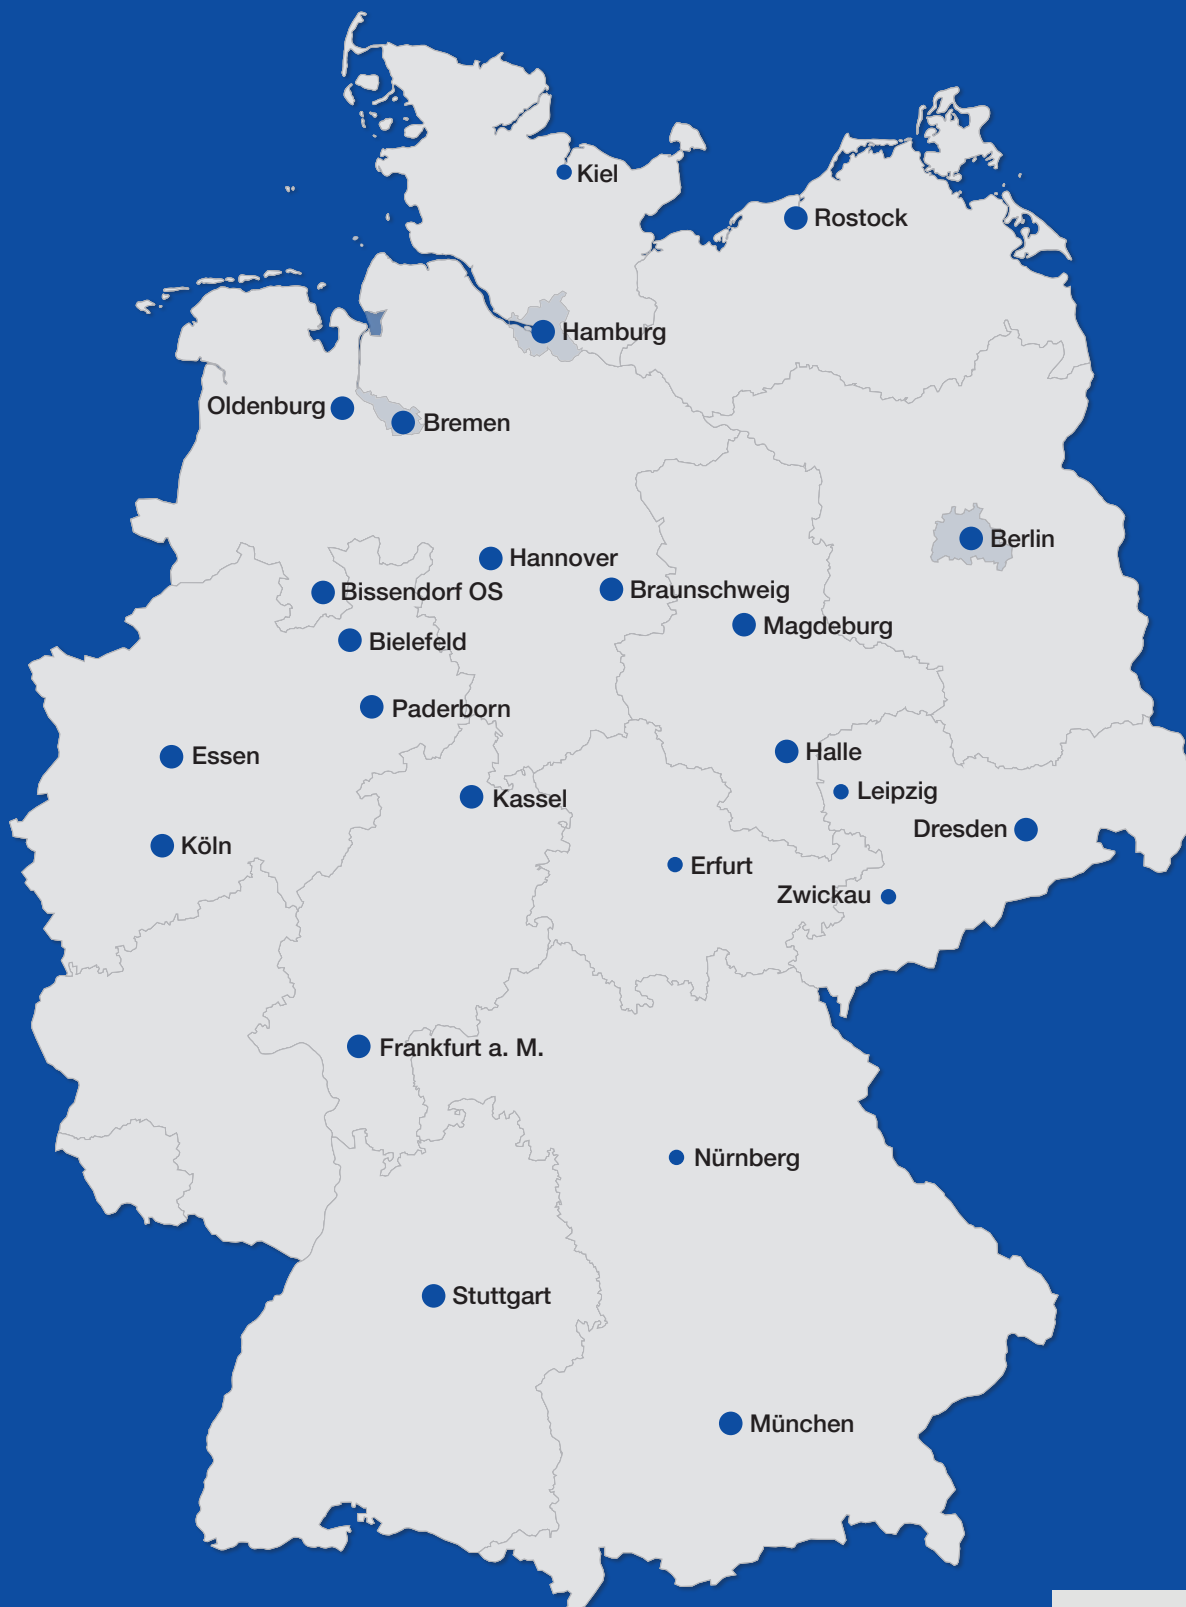 Kiel
Rostock
Hamburg
Oldenburg
Bremen
Berlin
Hannover
Bissendorf OS
Braunschweig
Magdeburg
Bielefeld
Paderborn
Essen
Halle
Leipzig
Kassel
Dresden
Köln
Erfurt
Zwickau
Frankfurt a. M.
Nürnberg
Stuttgart
München